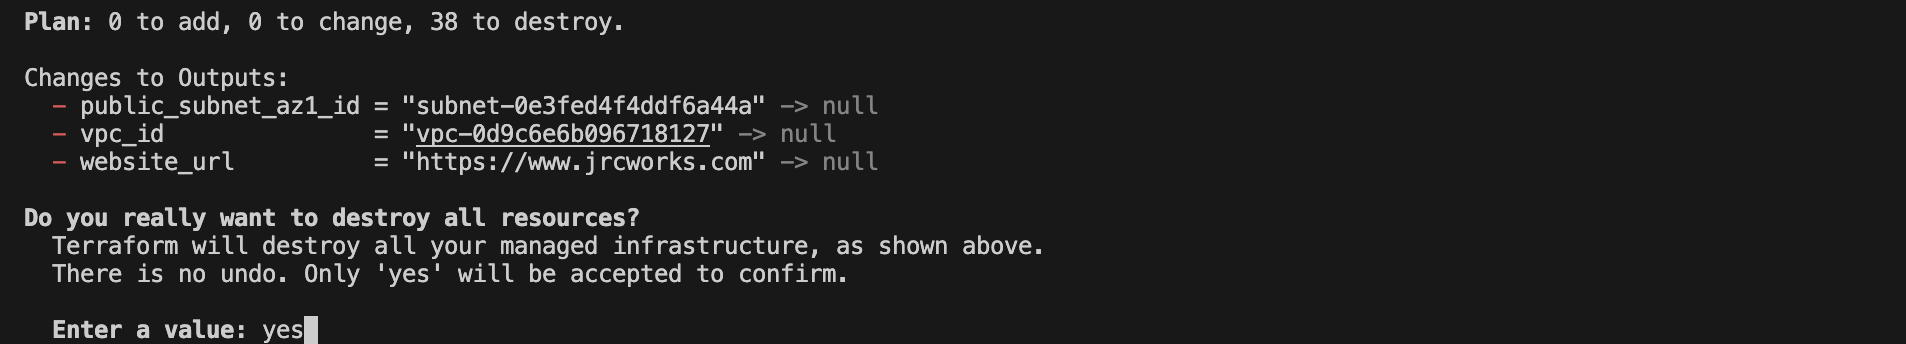 Plan: 0 to add, 0 to change, 38 to destroy.
Changes to Outputs:
- public_subnet_az1_id = "subnet-0e3fed4f4ddf6a44a" -> null
- vpc_id = "vpc-0d9c6e6b096718127" -> null
- website_url = "https://www.jrcworks.com" -> null
Do you really want to destroy all resources?
Terraform will destroy all your managed infrastructure, as shown above.
There is no undo. Only 'yes' will be accepted to confirm.
Enter a value: yes